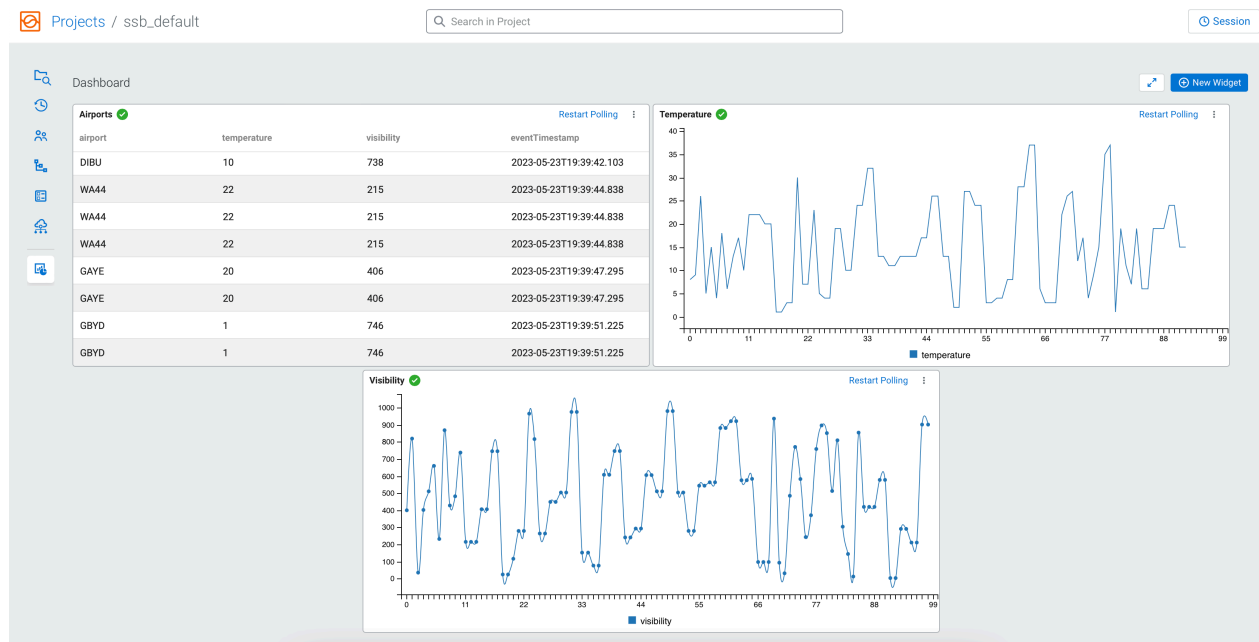 Projects / ssb_default
Search in Project
Session
Dashboard
New Widget
Airports
Restart Polling
airport temperature visibility eventTimestamp
DIBU 10 738 2023-05-23T19:39:42.103
WA44 22 215 2023-05-23T19:39:44.838
WA44 22 215 2023-05-23T19:39:44.838
WA44 22 215 2023-05-23T19:39:44.838
GAYE 20 406 2023-05-23T19:39:47.295
GAYE 20 406 2023-05-23T19:39:47.295
GBYD 1 746 2023-05-23T19:39:51.225
GBYD 1 746 2023-05-23T19:39:51.225
Temperature
Restart Polling
40
35
30
25
20
15
10
5
0
0 11 22 33 44 55 66 77 88 99
temperature
Visibility
Restart Polling
1000
900
800
700
600
500
400
300
200
100
0
0 11 22 33 44 55 66 77 88 99
visibility